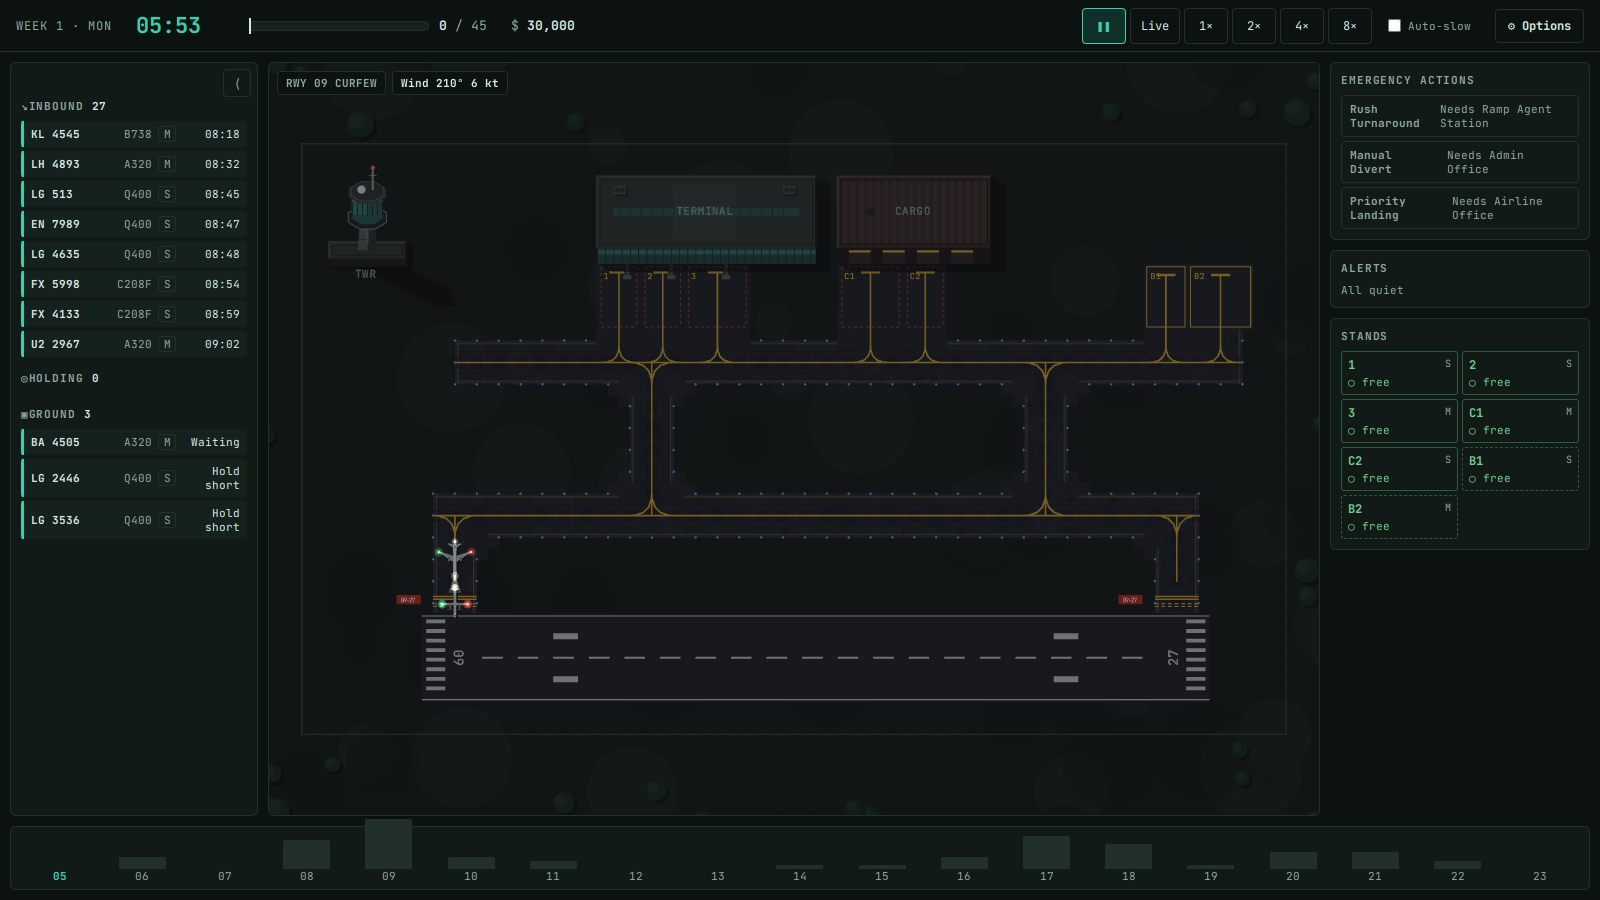 WEEK 1 · MON 05:53 0 / 45 $ 30,000 ❚❚ Live 1× 2× 4× 8× Auto-slow ⚙ Options
⟨
↘INBOUND 27
KL 4545 B738 M 08:18
LH 4893 A320 M 08:32
LG 513 Q400 S 08:45
EN 7989 Q400 S 08:47
LG 4635 Q400 S 08:48
FX 5998 C208F S 08:54
FX 4133 C208F S 08:59
U2 2967 A320 M 09:02
◎HOLDING 0
▣GROUND 3
BA 4505 A320 M Waiting
LG 2446 Q400 S Hold short
LG 3536 Q400 S Hold short
RWY 09 CURFEW Wind 210° 6 kt
TWR
TERMINAL
CARGO
1 2 3 C1 C2 B1 B2
09-27
09-27
09
27
EMERGENCY ACTIONS
Rush Turnaround Needs Ramp Agent Station
Manual Divert Needs Admin Office
Priority Landing Needs Airline Office
ALERTS
All quiet
STANDS
1 S
○ free
2 S
○ free
3 M
○ free
C1 M
○ free
C2 S
○ free
B1 S
○ free
B2 M
○ free
05 06 07 08 09 10 11 12 13 14 15 16 17 18 19 20 21 22 23